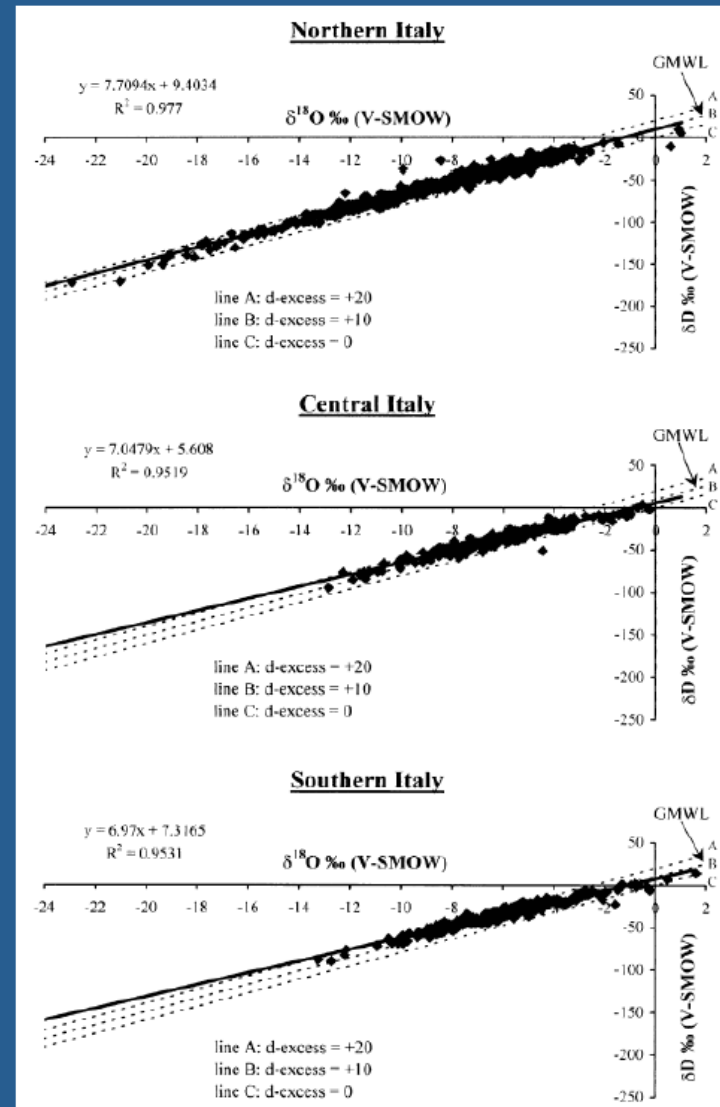 Northern Italy
GMWL
y = 7.7094x + 9.4034
R² = 0.977
δ¹⁸O ‰ (V-SMOW)
50
A
B
C
-24 -22 -20 -18 -16 -14 -12 -10 -8 -6 -4 -2 0 2
-50
-100
-150
-200
-250
δD ‰ (V-SMOW)
line A: d-excess = +20
line B: d-excess = +10
line C: d-excess = 0
Central Italy
GMWL
y = 7.0479x + 5.608
R² = 0.9519
δ¹⁸O ‰ (V-SMOW)
50
A
B
C
-24 -22 -20 -18 -16 -14 -12 -10 -8 -6 -4 -2 0 2
-50
-100
-150
-200
-250
δD ‰ (V-SMOW)
line A: d-excess = +20
line B: d-excess = +10
line C: d-excess = 0
Southern Italy
GMWL
y = 6.97x + 7.3165
R² = 0.9531
δ¹⁸O ‰ (V-SMOW)
50
A
B
C
-24 -22 -20 -18 -16 -14 -12 -10 -8 -6 -4 -2 0 2
-50
-100
-150
-200
-250
δD ‰ (V-SMOW)
line A: d-excess = +20
line B: d-excess = +10
line C: d-excess = 0